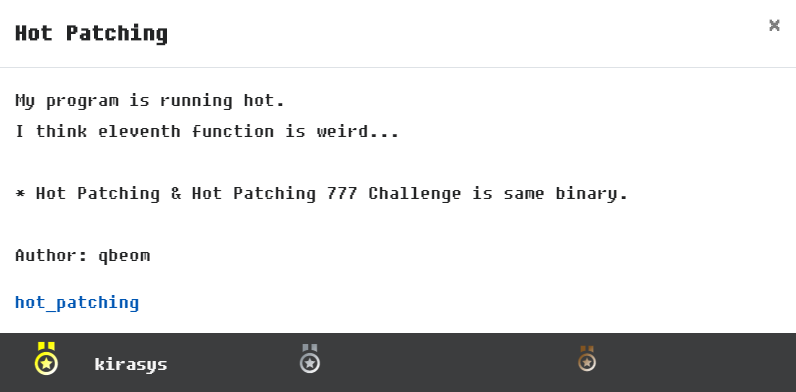 Hot Patching
×
My program is running hot.
I think eleventh function is weird...
* Hot Patching & Hot Patching 777 Challenge is same binary.
Author: qbeom
hot_patching
kirasys